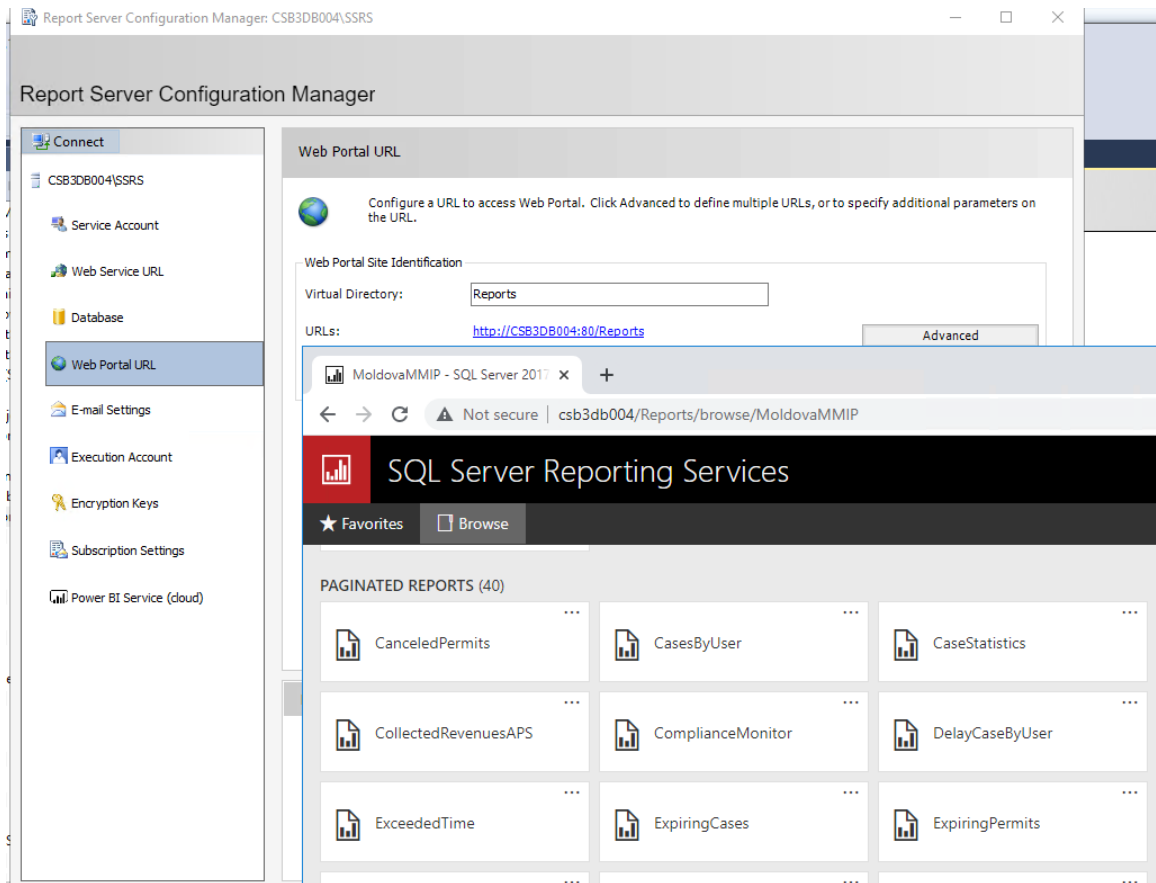 Report Server Configuration Manager: CSB3DB004\SSRS
Report Server Configuration Manager
Connect
CSB3DB004\SSRS
Service Account
Web Service URL
Database
Web Portal URL
E-mail Settings
Execution Account
Encryption Keys
Subscription Settings
Power BI Service (cloud)
Web Portal URL
Configure a URL to access Web Portal. Click Advanced to define multiple URLs, or to specify additional parameters on
the URL.
Web Portal Site Identification
Virtual Directory: Reports
URLs: http://CSB3DB004:80/Reports
Advanced
MoldovaMMIP - SQL Server 2017
Not secure | csb3db004/Reports/browse/MoldovaMMIP
SQL Server Reporting Services
Favorites Browse
PAGINATED REPORTS (40)
CanceledPermits CasesByUser CaseStatistics
CollectedRevenuesAPS ComplianceMonitor DelayCaseByUser
ExceededTime ExpiringCases ExpiringPermits